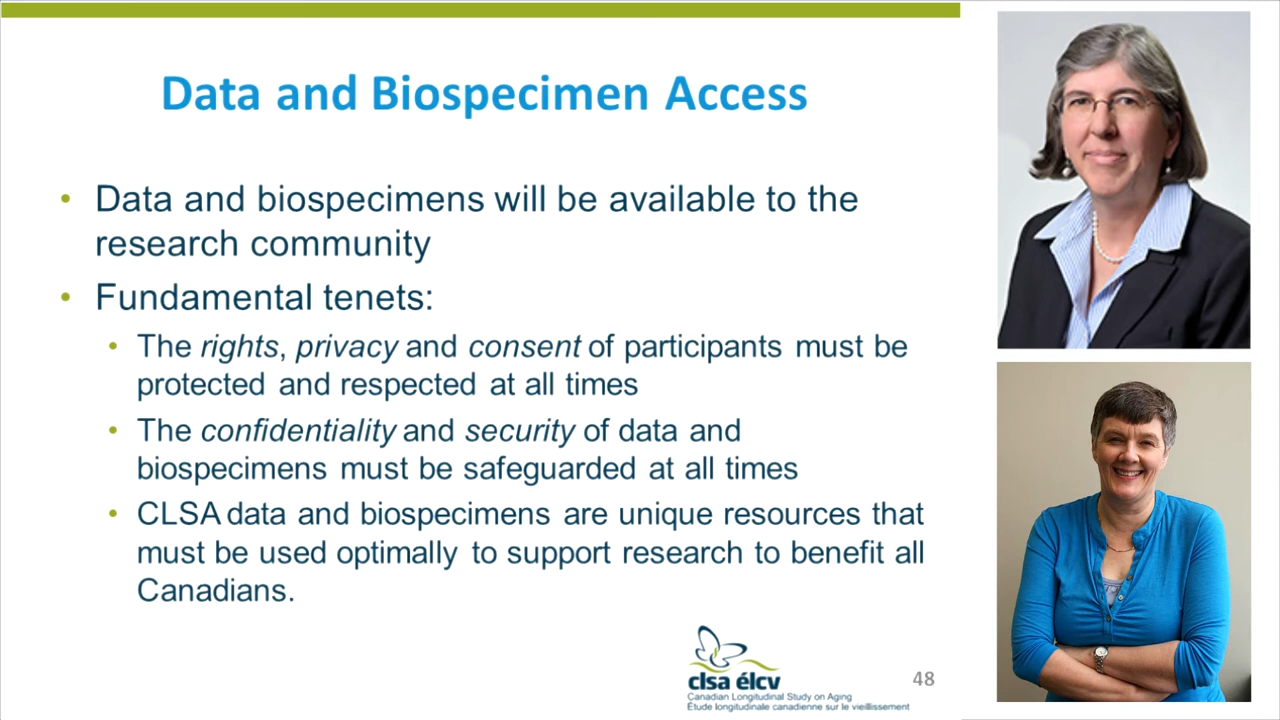 Data and Biospecimen Access
• Data and biospecimens will be available to the
research community
• Fundamental tenets:
• The rights, privacy and consent of participants must be
protected and respected at all times
• The confidentiality and security of data and
biospecimens must be safeguarded at all times
• CLSA data and biospecimens are unique resources that
must be used optimally to support research to benefit all
Canadians.
clsa élcv
Canadian Longitudinal Study on Aging
Étude longitudinale canadienne sur le vieillissement
48